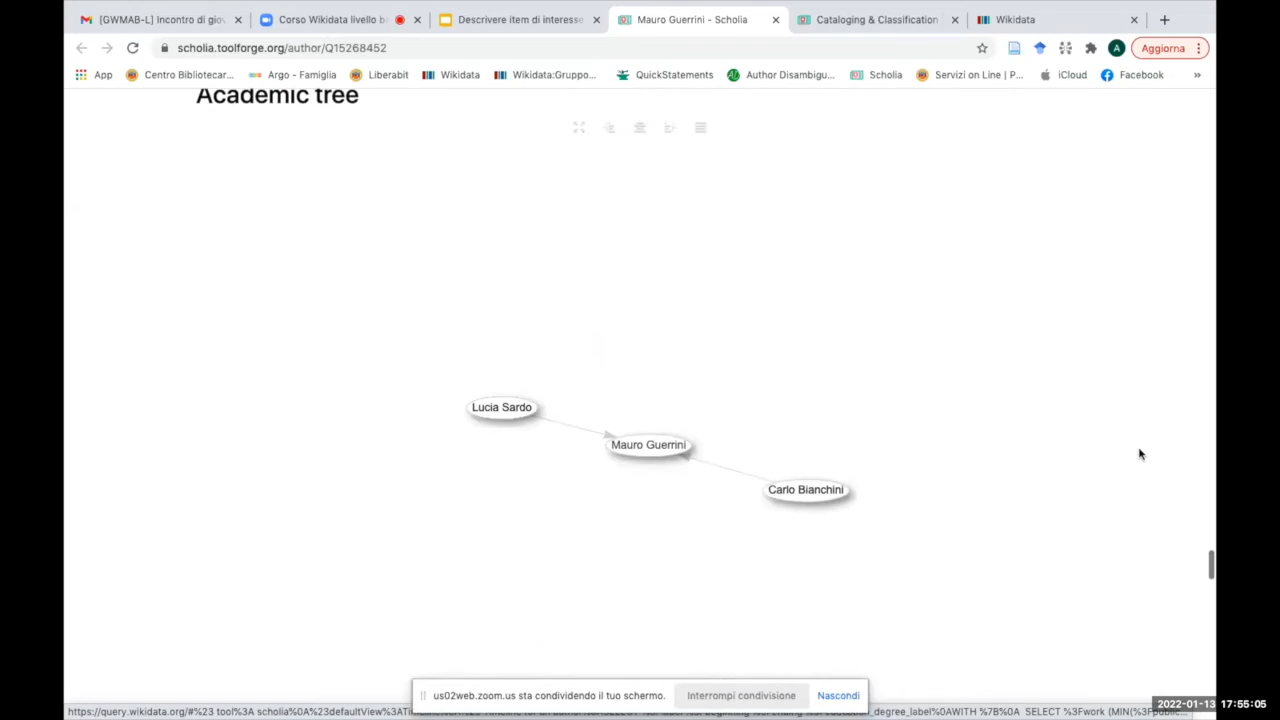 [GWMAB-L] Incontro di giov
Corso Wikidata livello b
Descrivere item di interesse
Mauro Guerrini - Scholia
Cataloging & Classification
Wikidata
scholia.toolforge.org/author/Q15268452
A
Aggiorna
App
Centro Bibliotecar...
Argo - Famiglia
Liberabit
Wikidata
Wikidata:Gruppo...
QuickStatements
Author Disambigu...
Scholia
Servizi on Line | P...
iCloud
Facebook
»
Academic tree
Lucia Sardo
Mauro Guerrini
Carlo Bianchini
us02web.zoom.us sta condividendo il tuo schermo.
Interrompi condivisione
Nascondi
2022-01-13 17:55:05